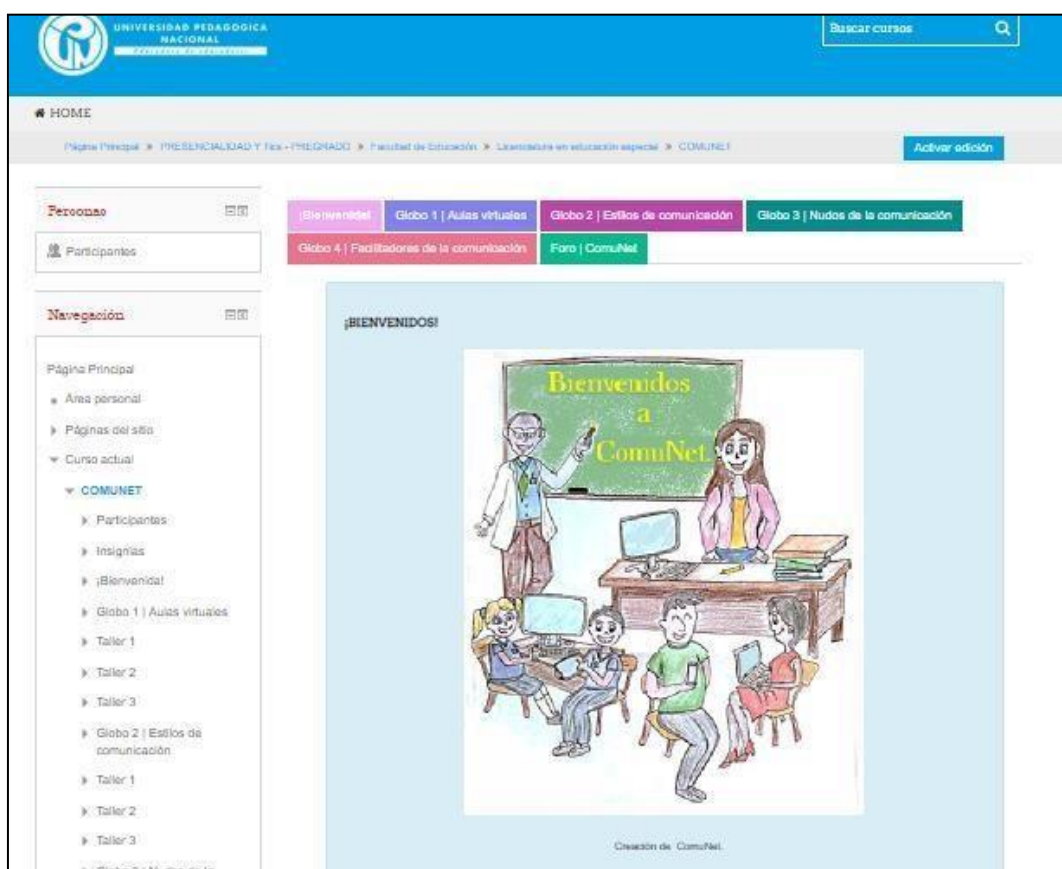 UNIVERSIDAD PEDAGOGICA
NACIONAL
Buscar cursos
HOME
Página Principal » PRESENCIALIDAD Y Tics - PREGRADO » Facultad de Educación » Licenciatura en educación especial » COMUNET
Activar edición
Personas
Participantes
Navegación
Página Principal
Área personal
Páginas del sitio
Curso actual
COMUNET
Participantes
Insignias
¡Bienvenida!
Globo 1 | Aulas virtuales
Taller 1
Taller 2
Taller 3
Globo 2 | Estilos de
comunicación
Taller 1
Taller 2
Taller 3
¡Bienvenida!
Globo 1 | Aulas virtuales
Globo 2 | Estilos de comunicación
Globo 3 | Nudos de la comunicación
Globo 4 | Facilitadores de la comunicación
Foro | ComuNet
¡BIENVENIDOS!
Bienvenidos
a
ComuNet
Creación de ComuNet.